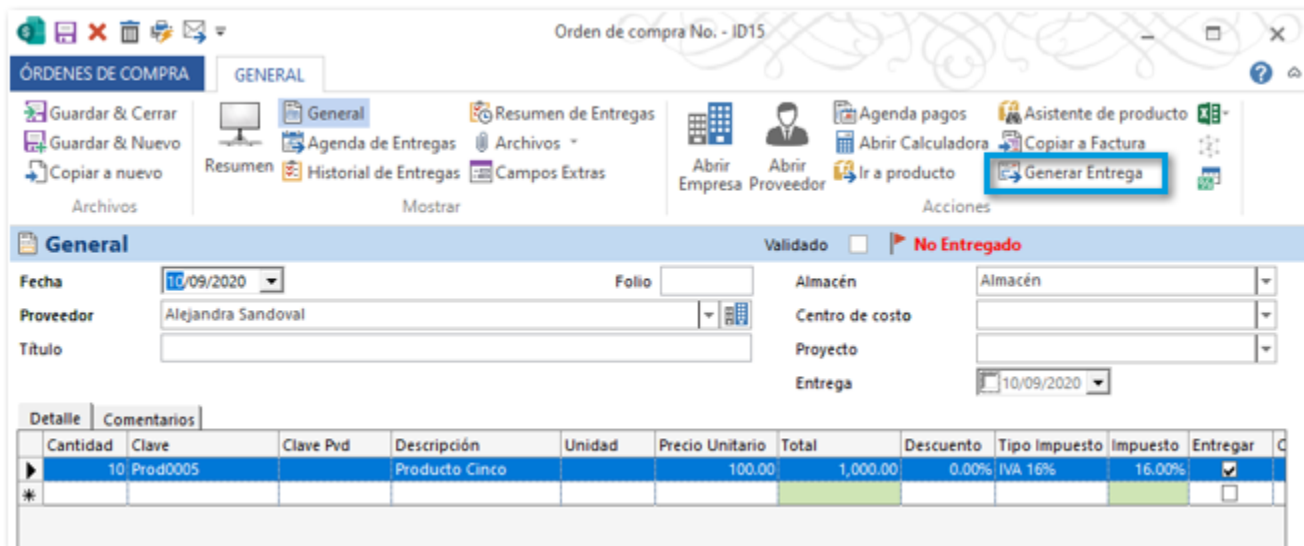 Orden de compra No. - ID15
ÓRDENES DE COMPRA GENERAL
Guardar & Cerrar
Guardar & Nuevo
Copiar a nuevo
Archivos
Resumen
General
Agenda de Entregas
Historial de Entregas
Resumen de Entregas
Archivos
Campos Extras
Mostrar
Abrir Empresa
Abrir Proveedor
Agenda pagos
Abrir Calculadora
Ir a producto
Asistente de producto
Copiar a Factura
Generar Entrega
Acciones
General Validado No Entregado
Fecha 10/09/2020 Folio Almacén Almacén
Proveedor Alejandra Sandoval Centro de costo
Título Proyecto
Entrega 10/09/2020
Detalle Comentarios
Cantidad Clave Clave Pvd Descripción Unidad Precio Unitario Total Descuento Tipo Impuesto Impuesto Entregar
10 Prod0005 Producto Cinco 100.00 1,000.00 0.00% IVA 16% 16.00%